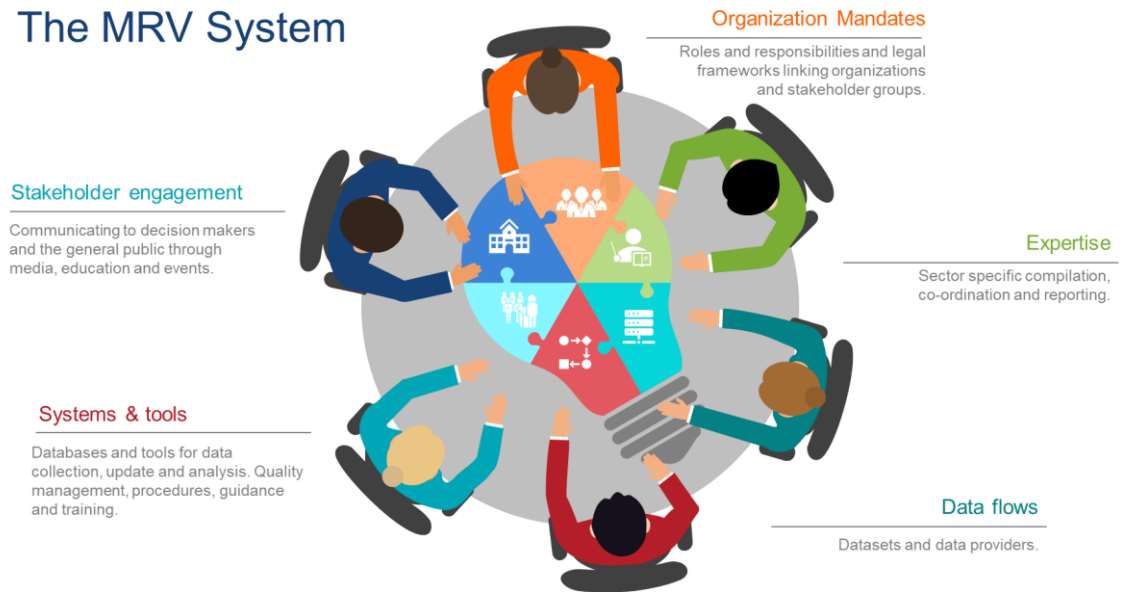 The MRV System
Organization Mandates
Roles and responsibilities and legal
frameworks linking organizations
and stakeholder groups.
Stakeholder engagement
Communicating to decision makers
and the general public through
media, education and events.
Expertise
Sector specific compilation,
co-ordination and reporting.
Systems & tools
Databases and tools for data
collection, update and analysis. Quality
management, procedures, guidance
and training.
Data flows
Datasets and data providers.